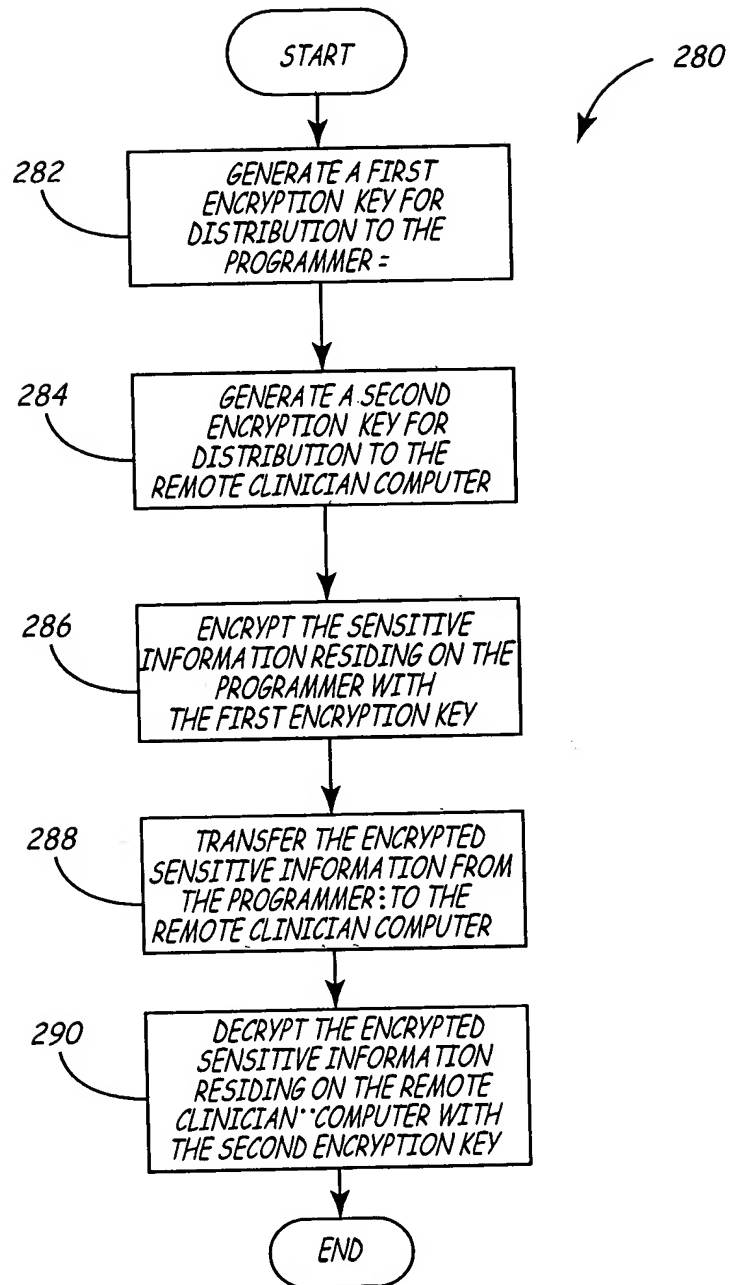 START
280
282
GENERATE A FIRST
ENCRYPTION KEY FOR
DISTRIBUTION TO THE
PROGRAMMER =
284
GENERATE A SECOND
ENCRYPTION KEY FOR
DISTRIBUTION TO THE
REMOTE CLINICIAN COMPUTER
286
ENCRYPT THE SENSITIVE
INFORMATION RESIDING ON THE
PROGRAMMER WITH
THE FIRST ENCRYPTION KEY
288
TRANSFER THE ENCRYPTED
SENSITIVE INFORMATION FROM
THE PROGRAMMER : TO THE
REMOTE CLINICIAN COMPUTER
290
DECRYPT THE ENCRYPTED
SENSITIVE INFORMATION
RESIDING ON THE REMOTE
CLINICIAN·· COMPUTER WITH
THE SECOND ENCRYPTION KEY
END